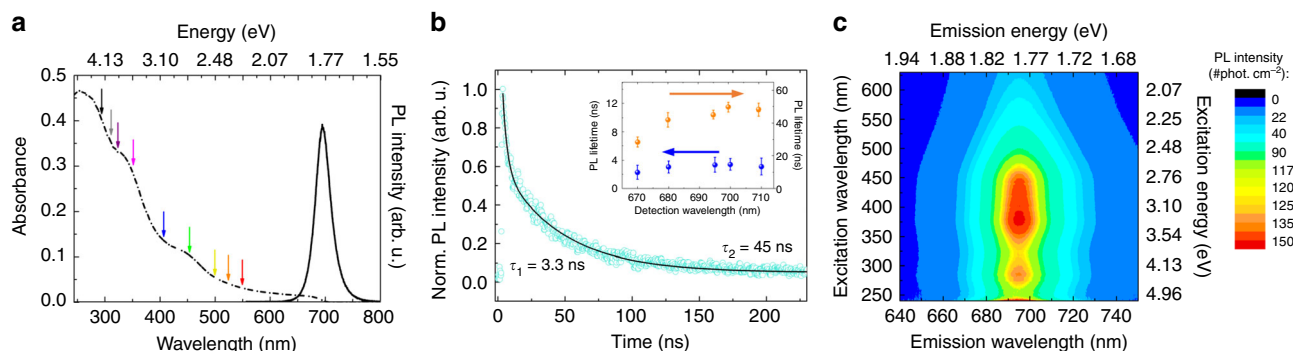 a
Energy (eV)
4.13 3.10 2.48 2.07 1.77 1.55
0.5
0.4
0.3
0.2
0.1
0.0
Absorbance
PL intensity (arb. u.)
300 400 500 600 700 800
Wavelength (nm)
b
1.0
0.8
0.6
0.4
0.2
0.0
Norm. PL intensity (arb. u.)
12
8
4
0
PL lifetime (ns)
60
50
40
30
20
10
0
PL lifetime (ns)
670 680 690 700 710
Detection wavelength (nm)
τ1 = 3.3 ns
τ2 = 45 ns
0 50 100 150 200
Time (ns)
c
Emission energy (eV)
1.94 1.88 1.82 1.77 1.72 1.68
600
550
500
450
400
350
300
250
Excitation wavelength (nm)
2.07
2.25
2.48
2.76
3.10
3.54
4.13
4.96
Excitation energy (eV)
640 660 680 700 720 740
Emission wavelength (nm)
PL intensity
(#phot. cm−2):
0
22
40
90
117
120
125
135
150